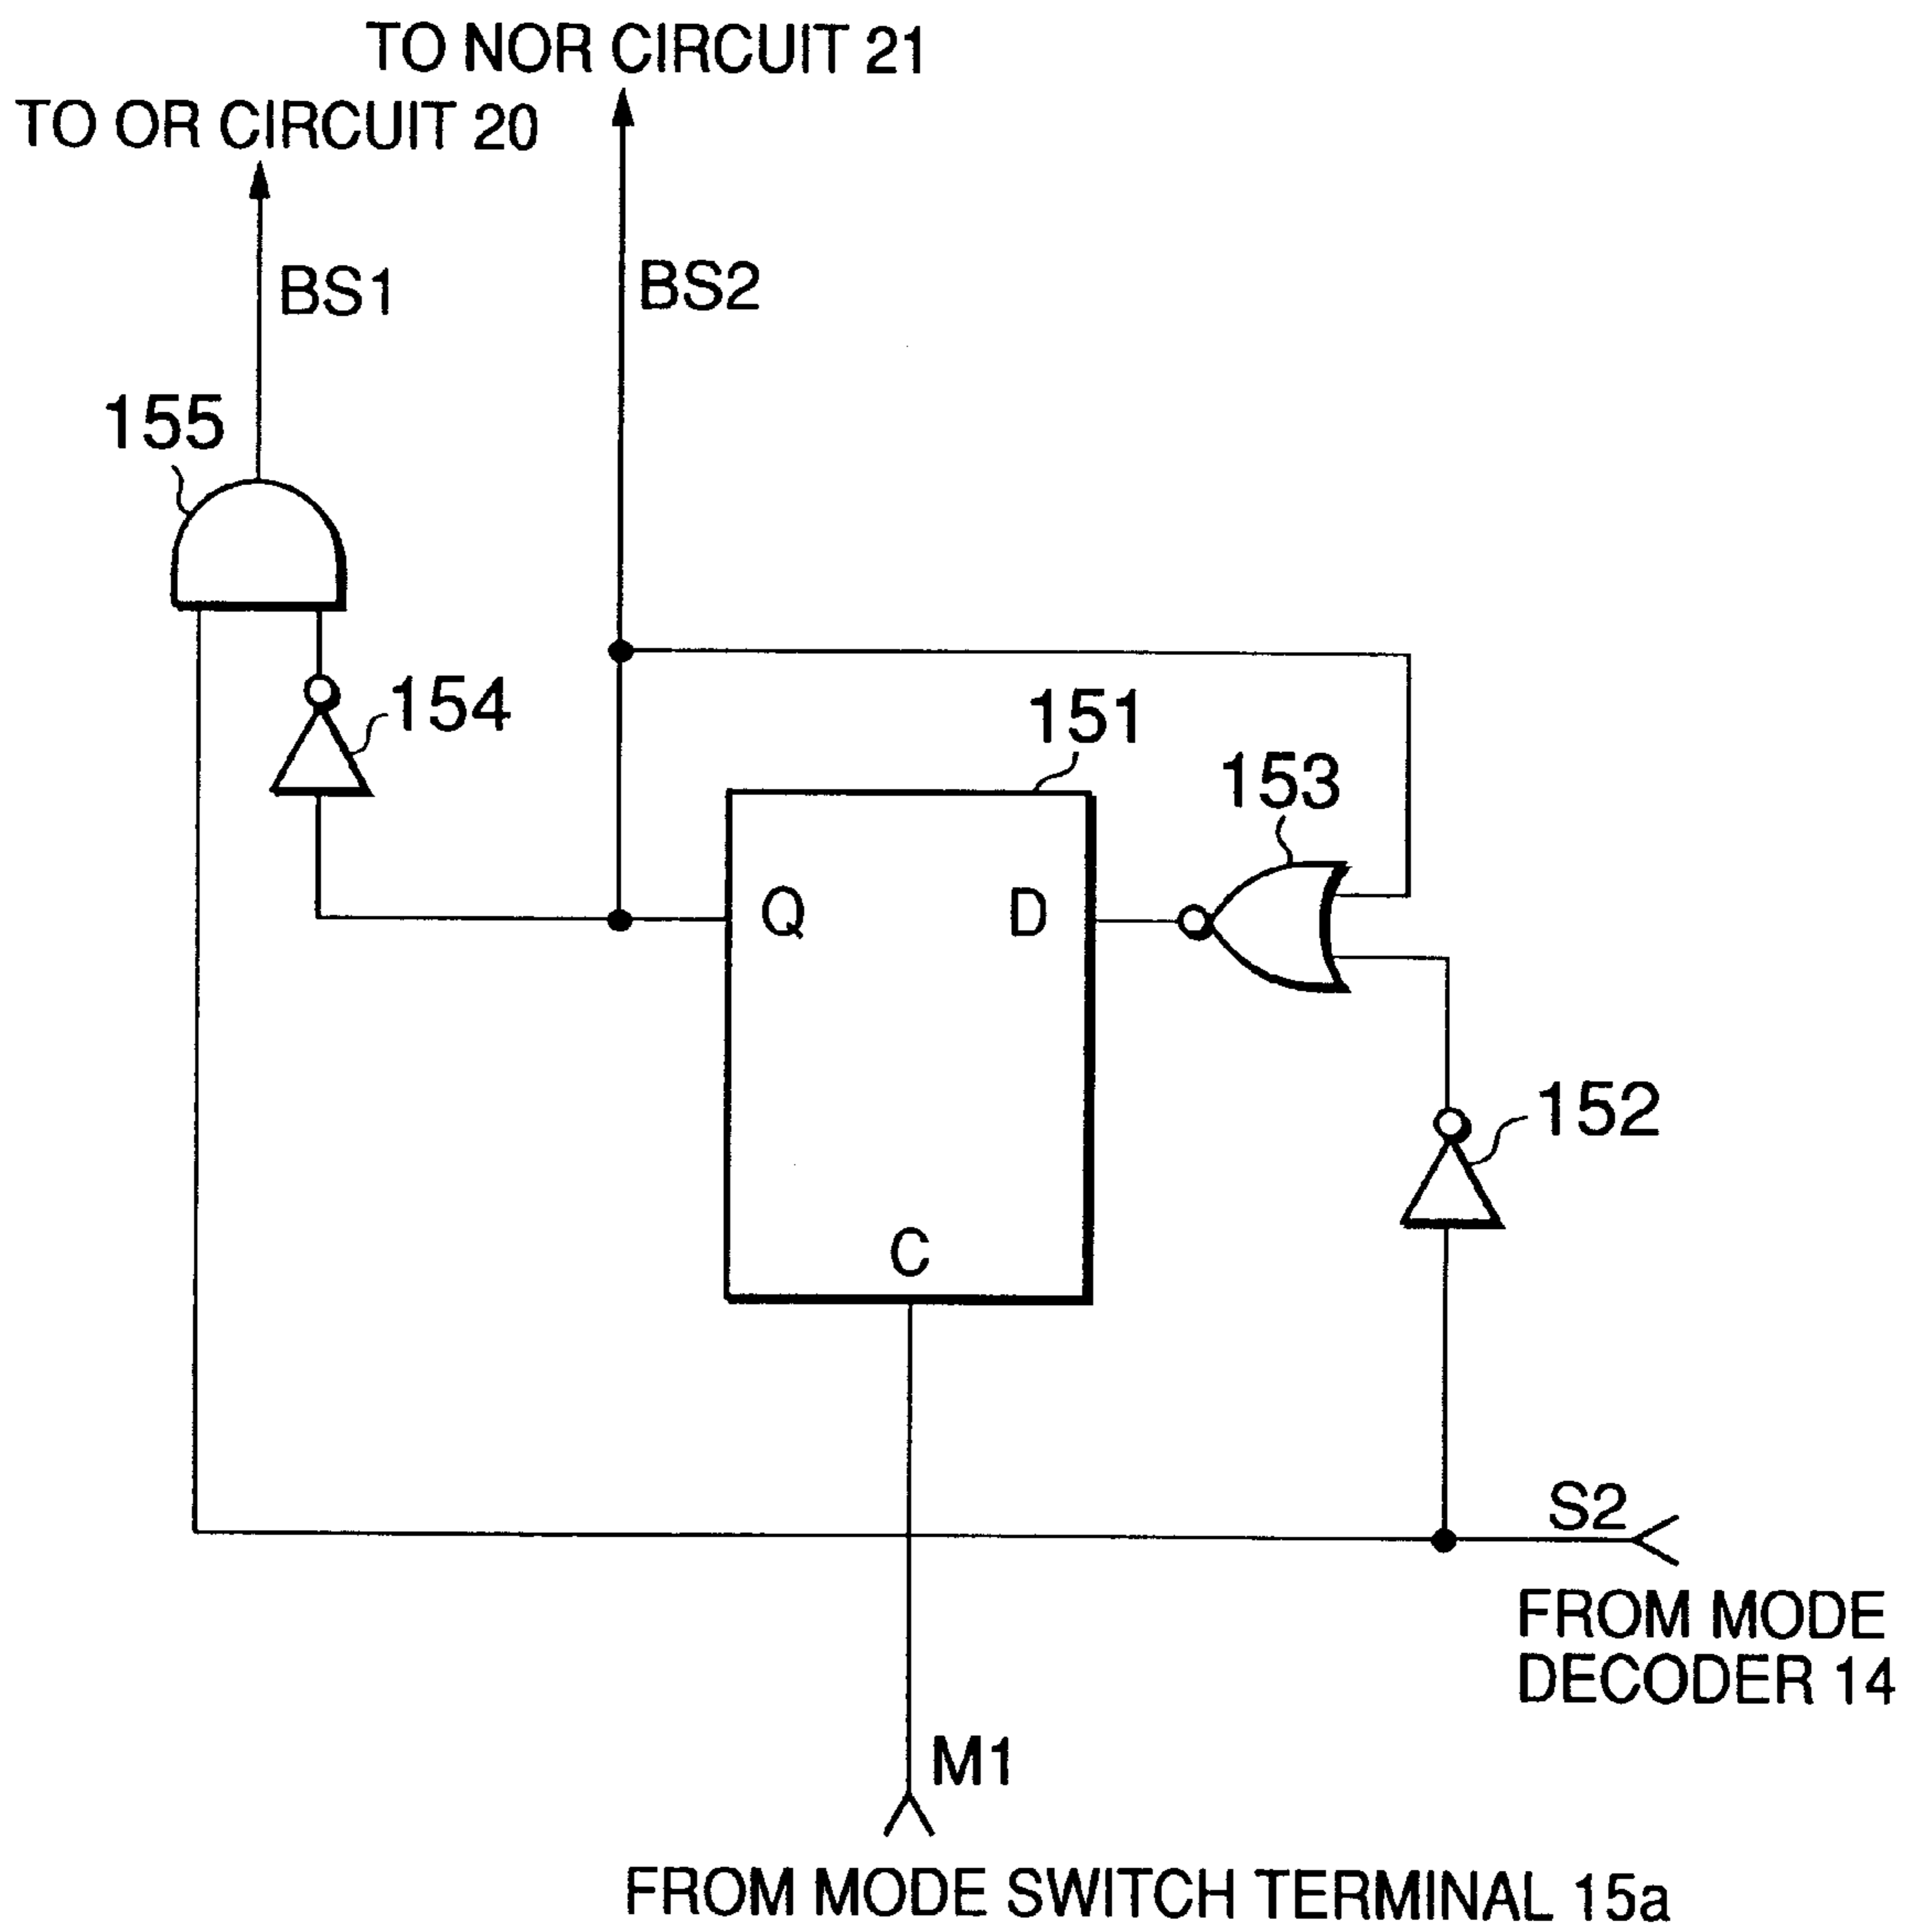 TO NOR CIRCUIT 21
TO OR CIRCUIT 20
BS1
BS2
155
154
151
153
Q
D
152
C
S2
FROM MODE
DECODER 14
M1
FROM MODE SWITCH TERMINAL 15a